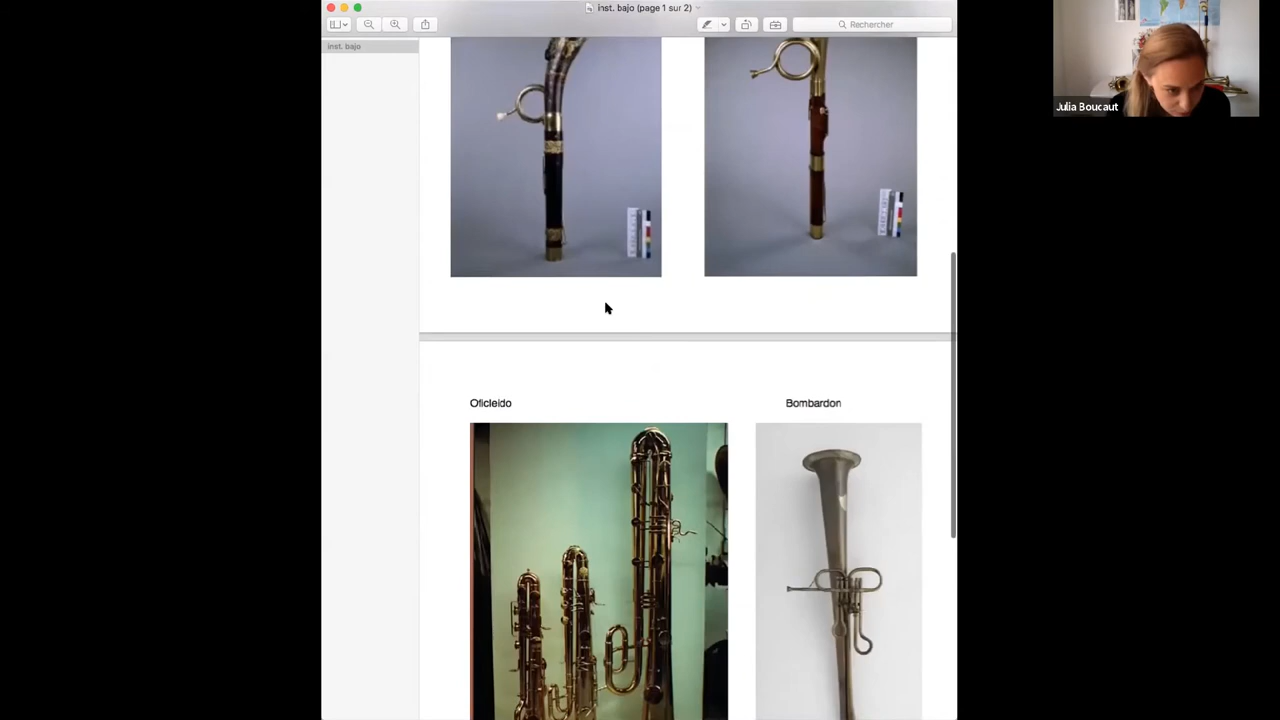 inst. bajo (page 1 sur 2)
Rechercher
inst. bajo
Julia Boucaut
Oficleido
Bombardon